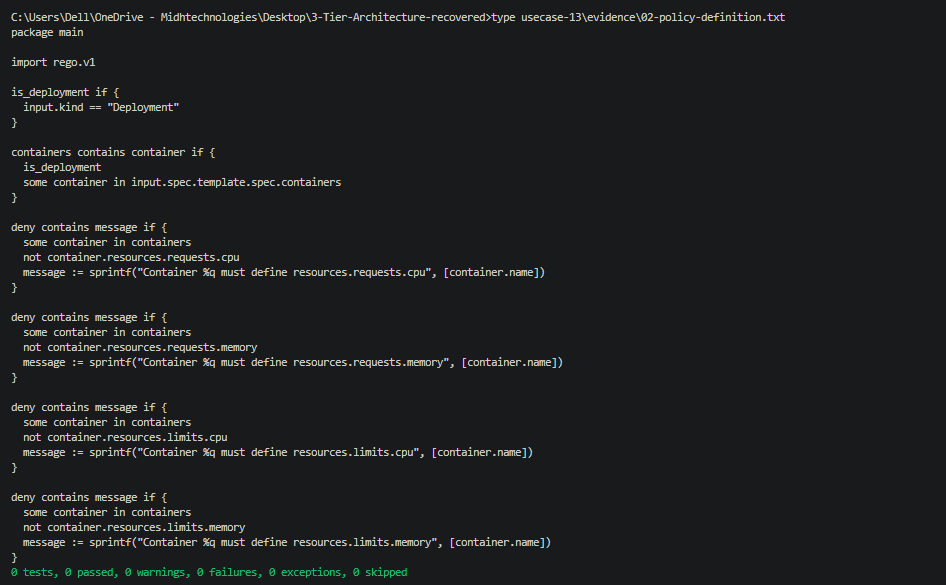 C:\Users\Dell\OneDrive - Midhtechnologies\Desktop\3-Tier-Architecture-recovered>type usecase-13\evidence\02-policy-definition.txt
package main

import rego.v1

is_deployment if {
  input.kind == "Deployment"
}

containers contains container if {
  is_deployment
  some container in input.spec.template.spec.containers
}

deny contains message if {
  some container in containers
  not container.resources.requests.cpu
  message := sprintf("Container %q must define resources.requests.cpu", [container.name])
}

deny contains message if {
  some container in containers
  not container.resources.requests.memory
  message := sprintf("Container %q must define resources.requests.memory", [container.name])
}

deny contains message if {
  some container in containers
  not container.resources.limits.cpu
  message := sprintf("Container %q must define resources.limits.cpu", [container.name])
}

deny contains message if {
  some container in containers
  not container.resources.limits.memory
  message := sprintf("Container %q must define resources.limits.memory", [container.name])
}
0 tests, 0 passed, 0 warnings, 0 failures, 0 exceptions, 0 skipped